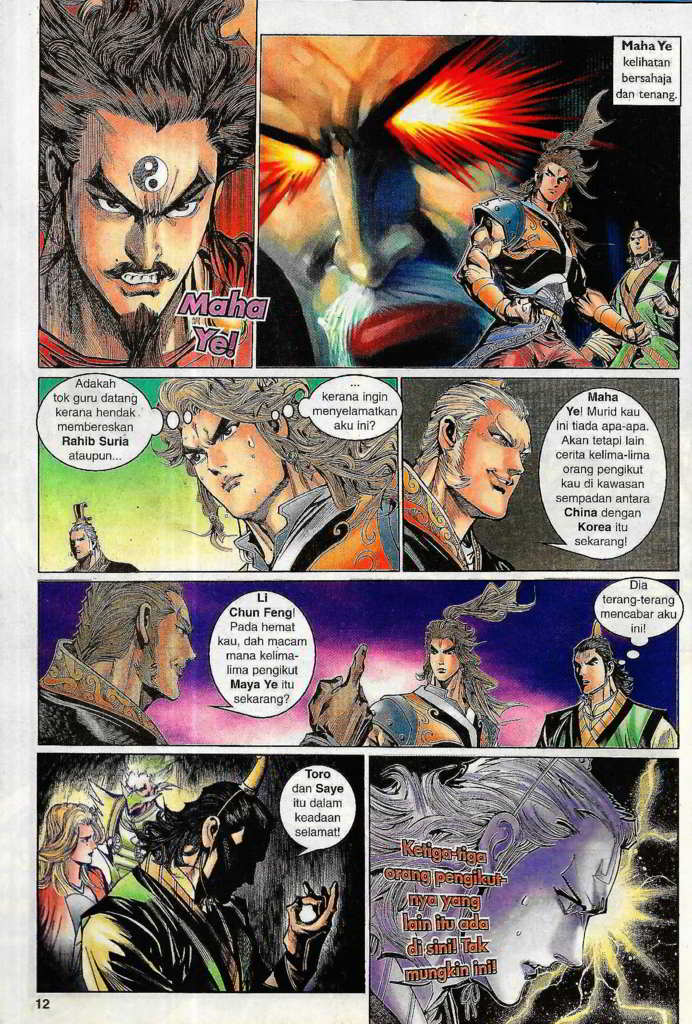 Maha Ye
kelihatan
bersahaja
dan tenang.
Maha
Ye!
Adakah
tok guru datang
kerana hendak
membereskan
Rahib Suria
ataupun...
...
kerana ingin
menyelamatkan
aku ini?
Maha
Ye! Murid kau
ini tiada
apa-apa.
Akan tetapi lain
cerita kelima-lima
orang pengikut
kau di kawasan
sempadan antara
China dengan
Korea itu
sekarang!
Li
Chun Feng!
Pada hemat
kau, dah macam
mana kelima-
lima pengikut
Maya Ye itu
sekarang?
Dia
terang-terang
mencabar aku
ini!
Toro
dan Saye
itu dalam
keadaan
selamat!
Ketiga-tiga
orang pengikut-
nya yang
lain itu ada
di sini! Tak
mungkin ini!
12